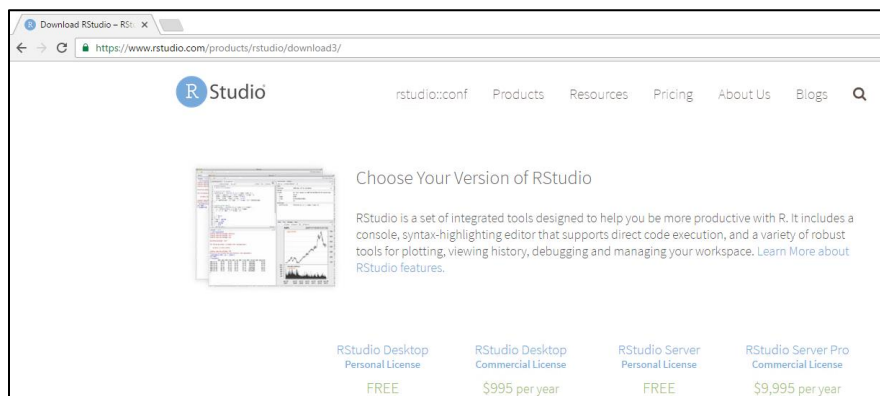 Download RStudio – RSt
https://www.rstudio.com/products/rstudio/download3/
R Studio
rstudio::conf Products Resources Pricing About Us Blogs
Choose Your Version of RStudio
RStudio is a set of integrated tools designed to help you be more productive with R. It includes a
console, syntax-highlighting editor that supports direct code execution, and a variety of robust
tools for plotting, viewing history, debugging and managing your workspace. Learn More about
RStudio features.
RStudio Desktop RStudio Desktop RStudio Server RStudio Server Pro
Personal License Commercial License Personal License Commercial License
FREE $995 per year FREE $9,995 per year